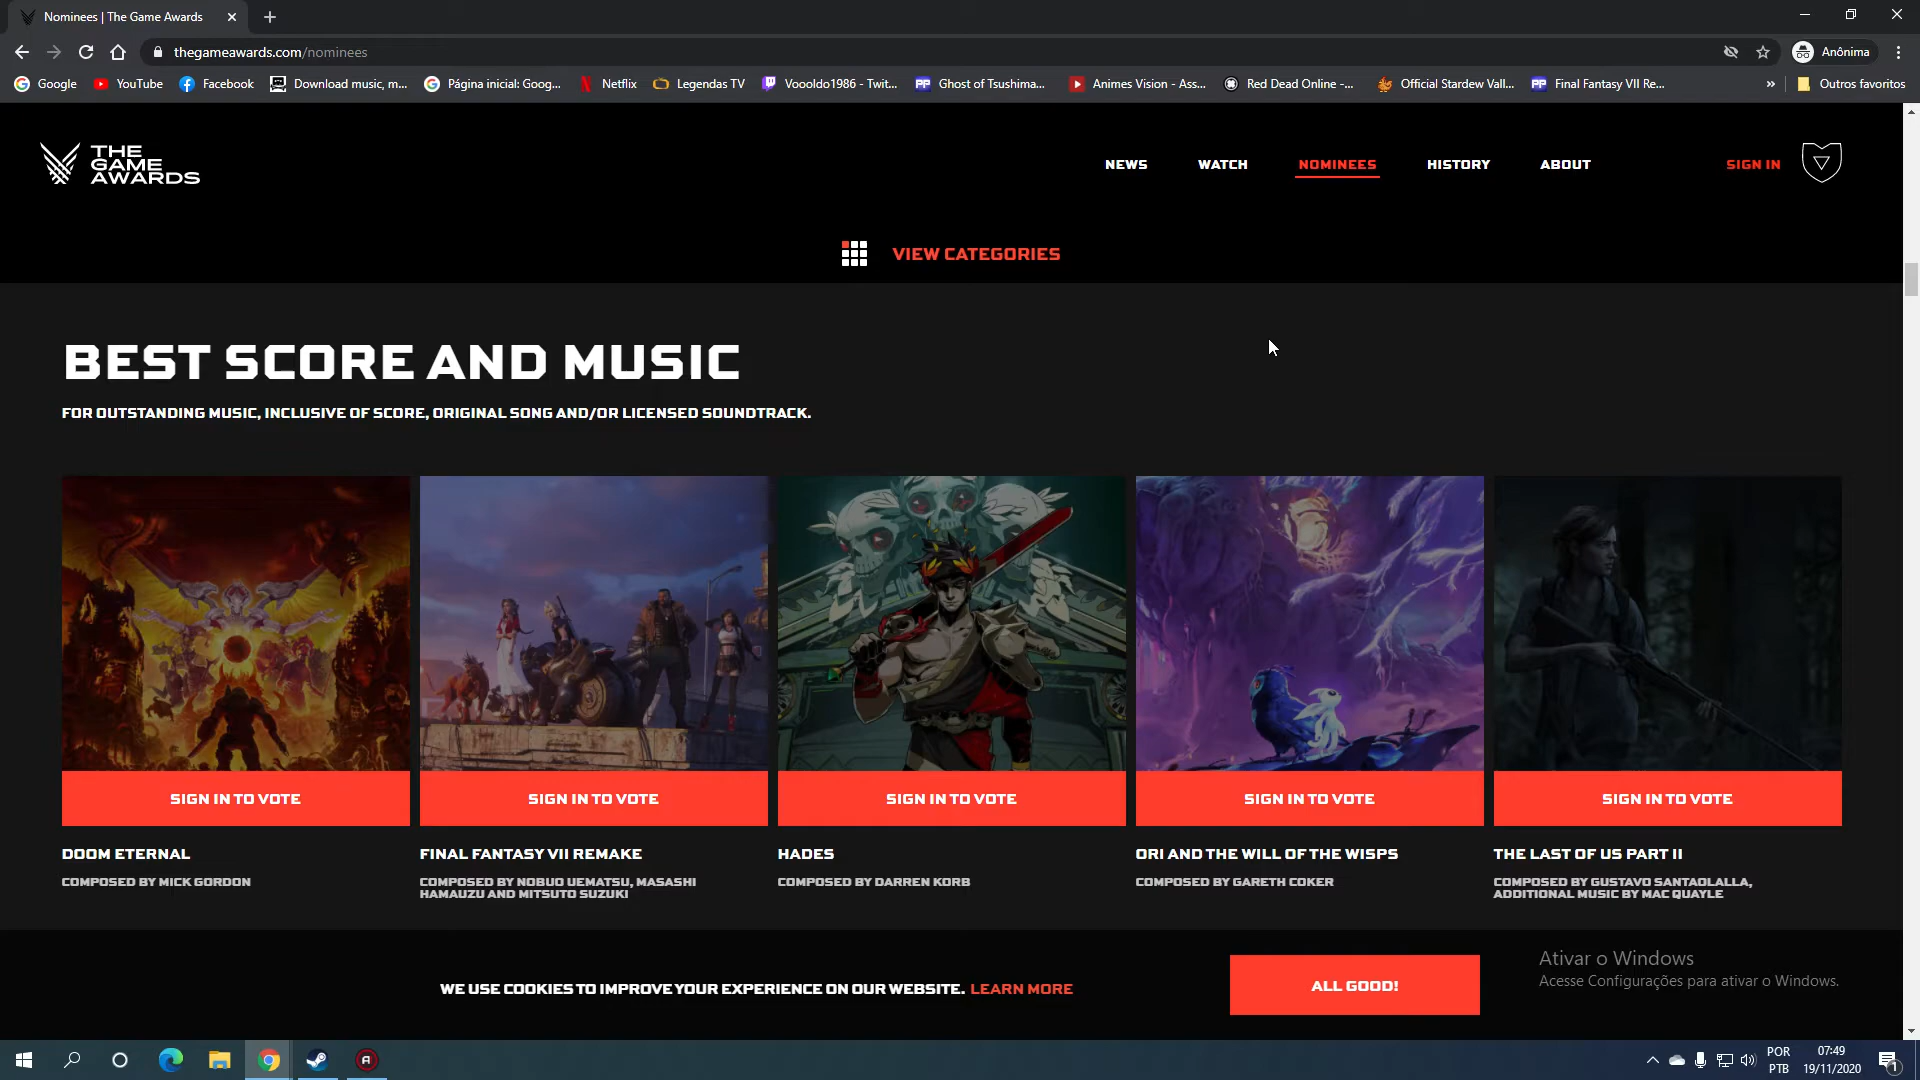 Nominees | The Game Awards
thegameawards.com/nominees
Anônima
Google
YouTube
Facebook
Download music, m...
Página inicial: Goog...
Netflix
Legendas TV
Voooldo1986 - Twit...
Ghost of Tsushima...
Animes Vision - Ass...
Red Dead Online -...
Official Stardew Vall...
Final Fantasy VII Re...
»
Outros favoritos
THE
GAME
AWARDS
NEWS
WATCH
NOMINEES
HISTORY
ABOUT
SIGN IN
VIEW CATEGORIES
BEST SCORE AND MUSIC
FOR OUTSTANDING MUSIC, INCLUSIVE OF SCORE, ORIGINAL SONG AND/OR LICENSED SOUNDTRACK.
SIGN IN TO VOTE
SIGN IN TO VOTE
SIGN IN TO VOTE
SIGN IN TO VOTE
SIGN IN TO VOTE
DOOM ETERNAL
COMPOSED BY MICK GORDON
FINAL FANTASY VII REMAKE
COMPOSED BY NOBUO UEMATSU, MASASHI
HAMAUZU AND MITSUTO SUZUKI
HADES
COMPOSED BY DARREN KORB
ORI AND THE WILL OF THE WISPS
COMPOSED BY GARETH COKER
THE LAST OF US PART II
COMPOSED BY GUSTAVO SANTAOLALLA,
ADDITIONAL MUSIC BY MAC QUAYLE
WE USE COOKIES TO IMPROVE YOUR EXPERIENCE ON OUR WEBSITE. LEARN MORE
ALL GOOD!
Ativar o Windows
Acesse Configurações para ativar o Windows.
POR
PTB
07:49
19/11/2020
1